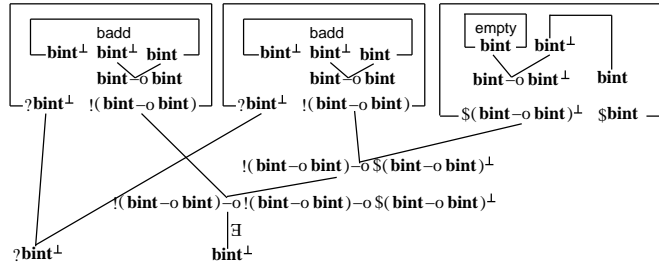 badd badd empty
bint⊥ bint⊥ bint bint⊥ bint⊥ bint bint bint⊥
bint–o bint bint–o bint bint–o bint⊥ bint
?bint⊥ !(bint–o bint) ?bint⊥ !(bint–o bint) $(bint–o bint)⊥ $bint
!(bint–o bint)–o $(bint–o bint)⊥
!(bint–o bint)–o !(bint–o bint)–o $(bint–o bint)⊥
∃
?bint⊥ bint⊥